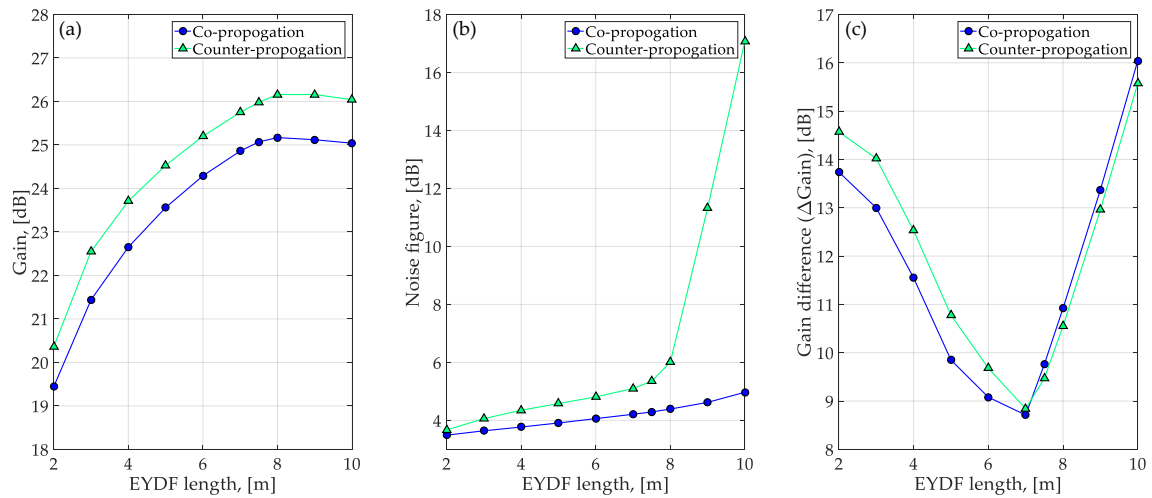 (a)
Co-propogation
Counter-propogation
28
27
26
25
24
23
22
21
20
19
18
Gain, [dB]
2 4 6 8 10
EYDF length, [m]
(b)
Co-propogation
Counter-propogation
18
16
14
12
10
8
6
4
Noise figure, [dB]
2 4 6 8 10
EYDF length, [m]
(c)
Co-propogation
Counter-propogation
17
16
15
14
13
12
11
10
9
8
Gain difference (ΔGain), [dB]
2 4 6 8 10
EYDF length, [m]